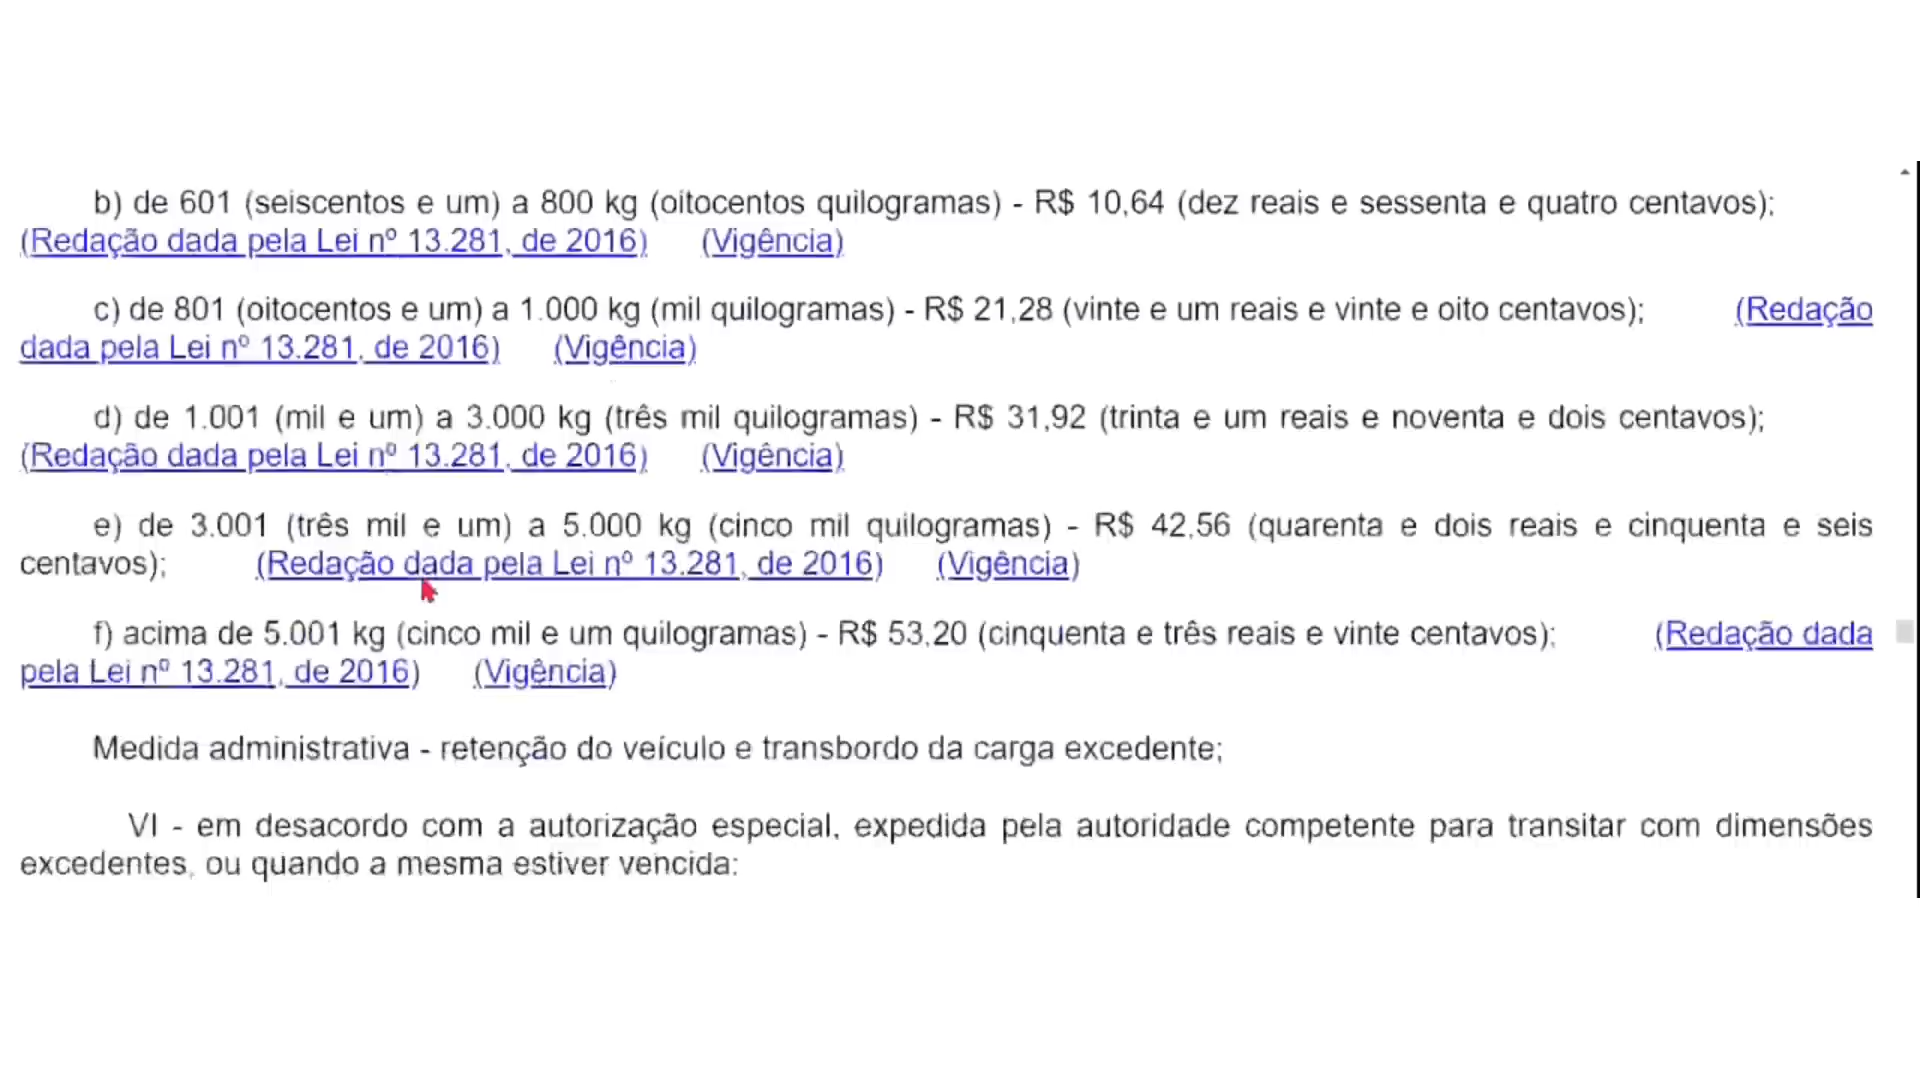 b) de 601 (seiscentos e um) a 800 kg (oitocentos quilogramas) - R$ 10,64 (dez reais e sessenta e quatro centavos);
(Redação dada pela Lei nº 13.281, de 2016) (Vigência)
c) de 801 (oitocentos e um) a 1.000 kg (mil quilogramas) - R$ 21,28 (vinte e um reais e vinte e oito centavos); (Redação
dada pela Lei nº 13.281, de 2016) (Vigência)
d) de 1.001 (mil e um) a 3.000 kg (três mil quilogramas) - R$ 31,92 (trinta e um reais e noventa e dois centavos);
(Redação dada pela Lei nº 13.281, de 2016) (Vigência)
e) de 3.001 (três mil e um) a 5.000 kg (cinco mil quilogramas) - R$ 42,56 (quarenta e dois reais e cinquenta e seis
centavos); (Redação dada pela Lei nº 13.281, de 2016) (Vigência)
f) acima de 5.001 kg (cinco mil e um quilogramas) - R$ 53,20 (cinquenta e três reais e vinte centavos); (Redação dada
pela Lei nº 13.281, de 2016) (Vigência)
Medida administrativa - retenção do veículo e transbordo da carga excedente;
VI - em desacordo com a autorização especial, expedida pela autoridade competente para transitar com dimensões
excedentes, ou quando a mesma estiver vencida: